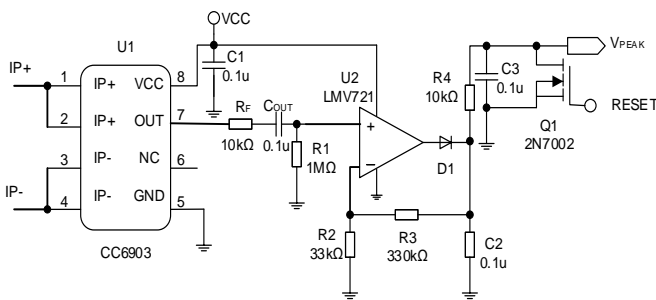 VCC
U1
IP+
1 IP+ VCC 8
C1
0.1u
2 IP+ OUT 7
RF
10kΩ
COUT
0.1u
R1
1MΩ
U2
LMV721
+
−
D1
R4
10kΩ
C3
0.1u
VPEAK
RESET
Q1
2N7002
3 IP- NC 6
IP-
4 IP- GND 5
CC6903
R2
33kΩ
R3
330kΩ
C2
0.1u